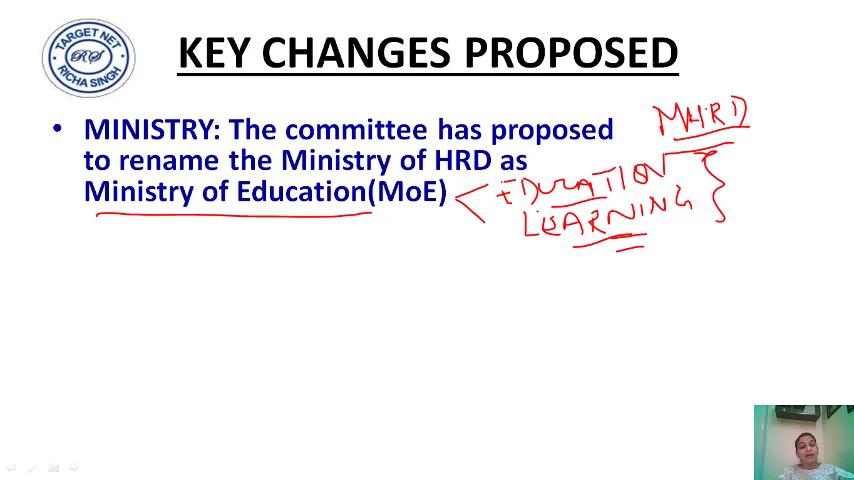 TARGET NET
RS
RICHA SINGH
KEY CHANGES PROPOSED
• MINISTRY: The committee has proposed
to rename the Ministry of HRD as
Ministry of Education(MoE)
MHRD
EDUCATION
LEARNING